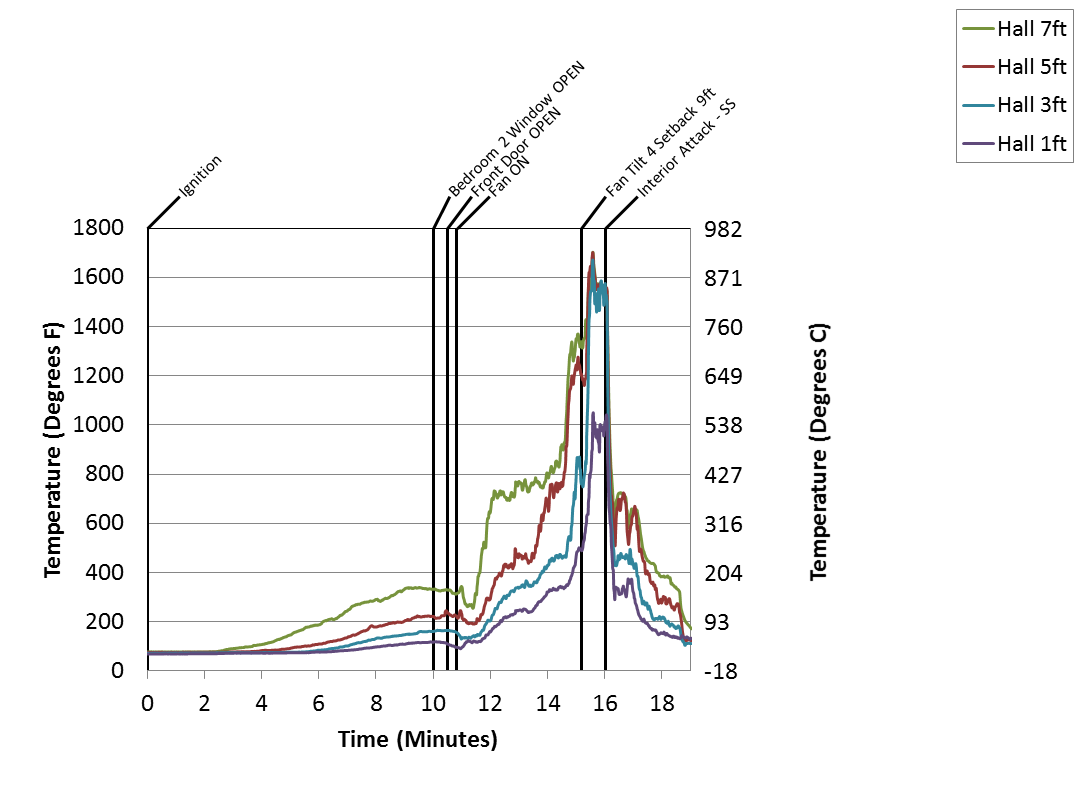 Hall 7ft
Hall 5ft
Hall 3ft
Hall 1ft
Ignition
Bedroom 2 Window OPEN
Front Door OPEN
Fan ON
Fan Tilt 4 Setback 9ft
Interior Attack - SS
1800
1600
1400
1200
1000
800
600
400
200
0
982
871
760
649
538
427
316
204
93
-18
Temperature (Degrees F)
Temperature (Degrees C)
0 2 4 6 8 10 12 14 16 18
Time (Minutes)